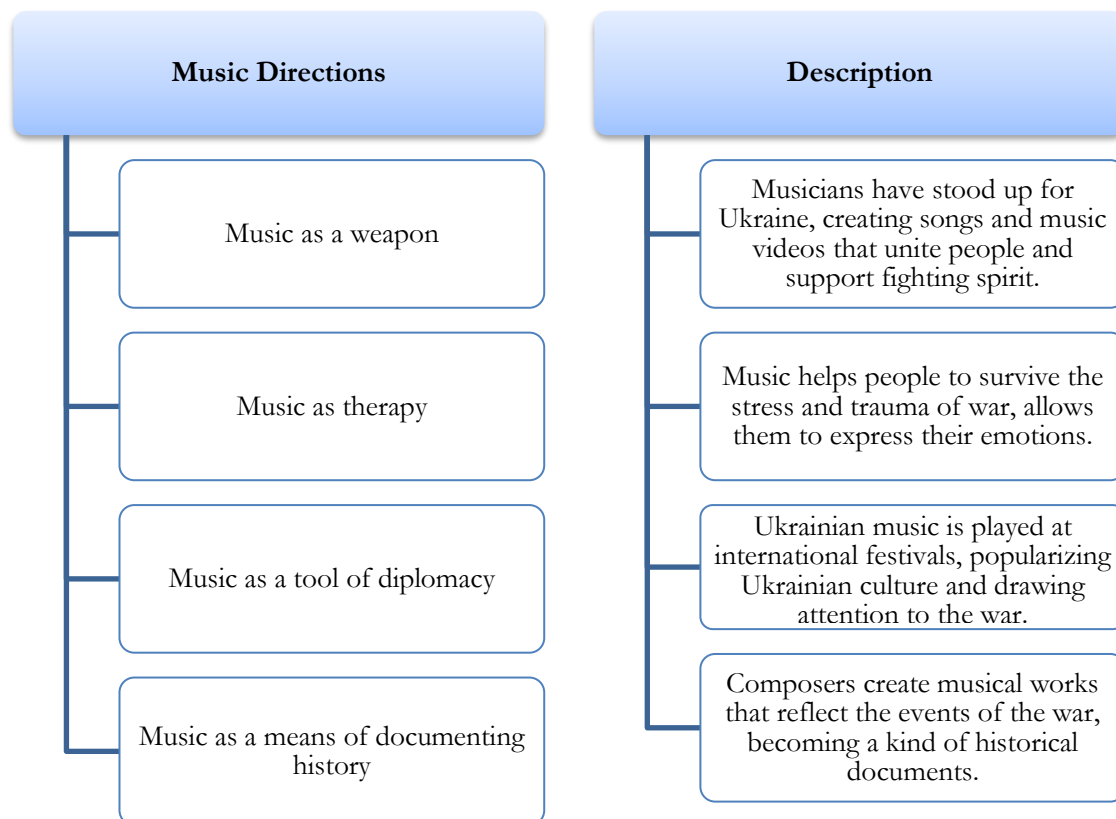 Music Directions
Music as a weapon
Music as therapy
Music as a tool of diplomacy
Music as a means of documenting
history
Description
Musicians have stood up for
Ukraine, creating songs and music
videos that unite people and
support fighting spirit.
Music helps people to survive the
stress and trauma of war, allows
them to express their emotions.
Ukrainian music is played at
international festivals, popularizing
Ukrainian culture and drawing
attention to the war.
Composers create musical works
that reflect the events of the war,
becoming a kind of historical
documents.